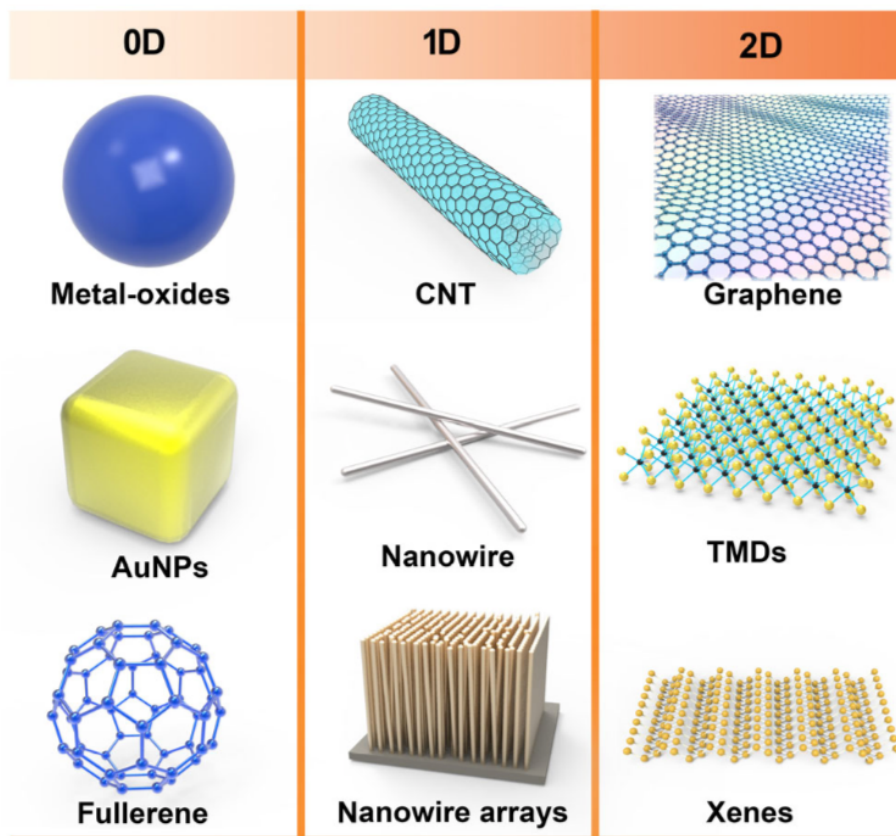 0D
1D
2D
Metal-oxides
CNT
Graphene
AuNPs
Nanowire
TMDs
Fullerene
Nanowire arrays
Xenes